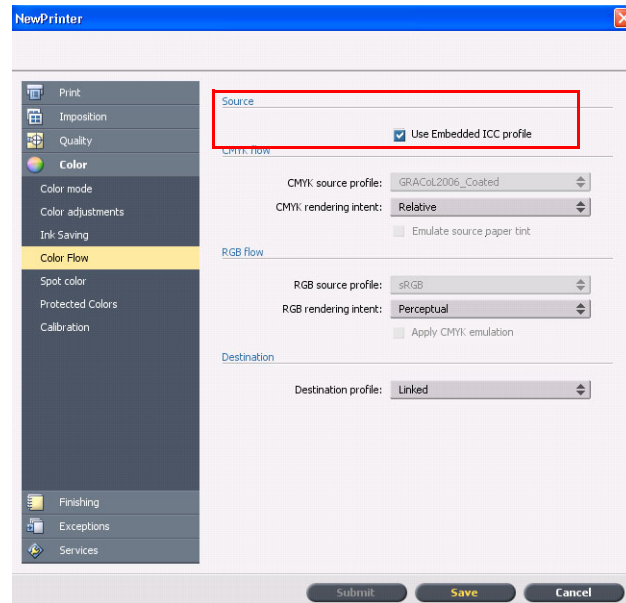 NewPrinter
Print
Imposition
Quality
Color
Color mode
Color adjustments
Ink Saving
Color Flow
Spot color
Protected Colors
Calibration
Finishing
Exceptions
Services
Source
Use Embedded ICC profile
CMYK flow
CMYK source profile: GRACoL2006_Coated
CMYK rendering intent: Relative
Emulate source paper tint
RGB flow
RGB source profile: sRGB
RGB rendering intent: Perceptual
Apply CMYK emulation
Destination
Destination profile: Linked
Submit Save Cancel